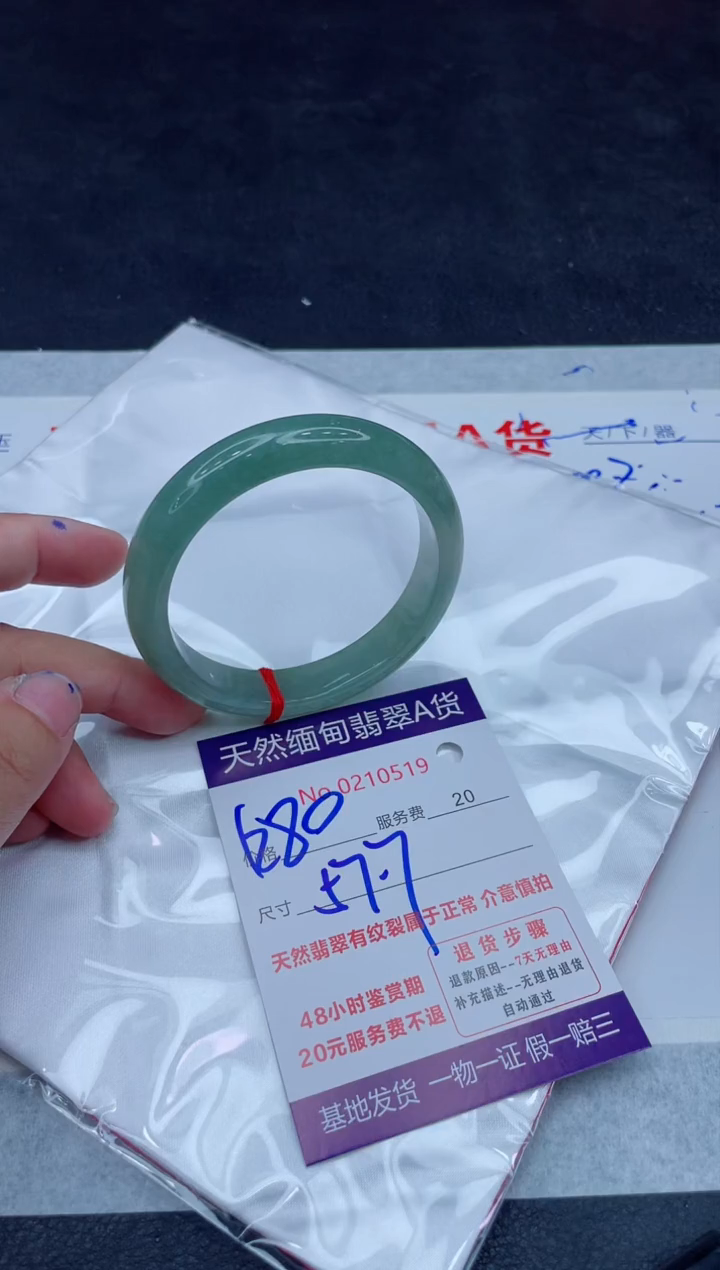 压
A货
天然缅甸翡翠A货
No.0210519
价格 680 服务费 20
尺寸 57.7
天然翡翠有纹裂属于正常 介意慎拍
48小时鉴赏期
20元服务费不退
退货步骤
退款原因--7天无理由
补充描述--无理由退货
自动通过
基地发货 一物一证 假一赔三